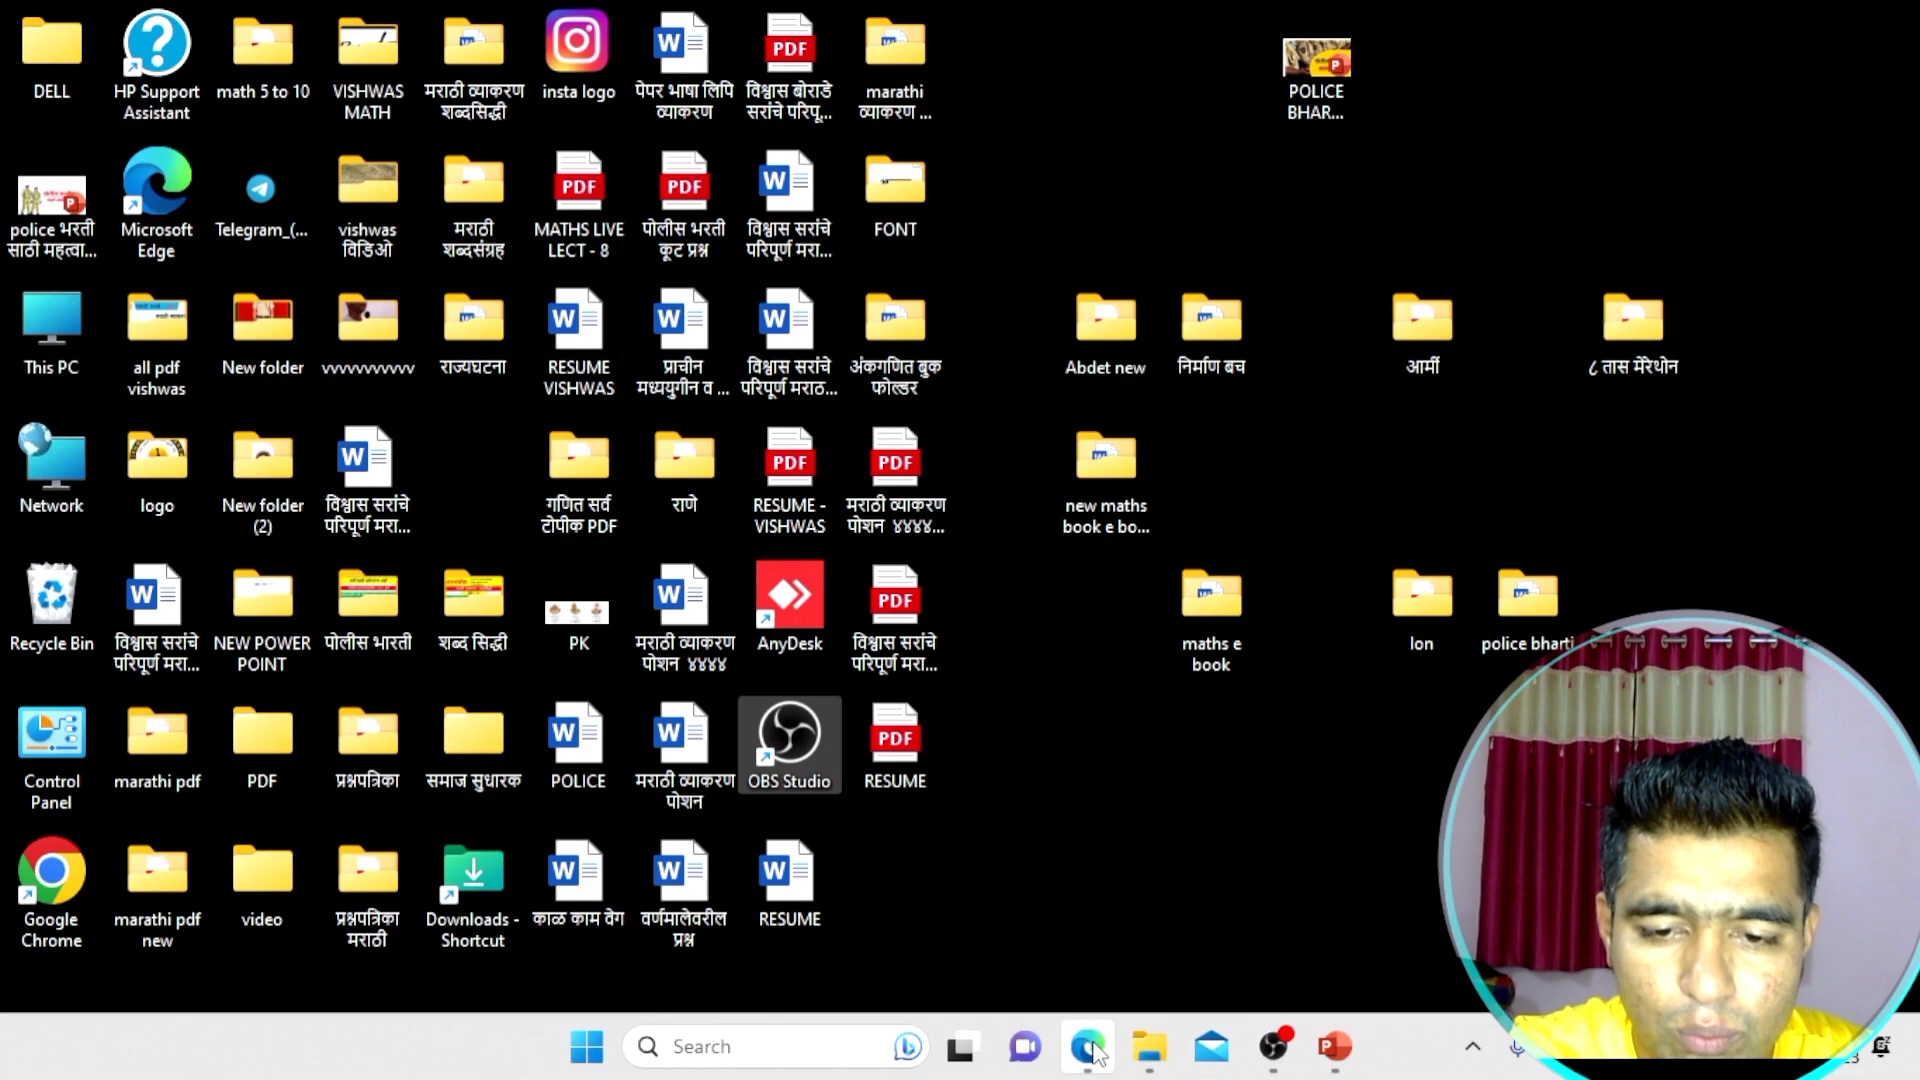 DELL
HP Support
Assistant
math 5 to 10
VISHWAS
MATH
मराठी व्याकरण
शब्दसिद्धी
insta logo
पेपर भाषा लिपि
व्याकरण
विश्वास बोराडे
सरांचे परिपू...
marathi
व्याकरण ...
POLICE
BHAR...
police भरती
साठी महत्वा...
Microsoft
Edge
Telegram_(...
vishwas
विडिओ
मराठी
शब्दसंग्रह
PDF
MATHS LIVE
LECT - 8
PDF
पोलीस भरती
कूट प्रश्न
विश्वास सरांचे
परिपूर्ण मरा...
FONT
This PC
all pdf
vishwas
New folder
vvvvvvvvvvv
राज्यघटना
RESUME
VISHWAS
प्राचीन
मध्ययुगीन व ...
विश्वास सरांचे
परिपूर्ण मराठ...
अंकगणित बुक
फोल्डर
Abdet new
निर्माण बच
आर्मी
८ तास मेरेथोन
Network
logo
New folder
(2)
विश्वास सरांचे
परिपूर्ण मरा...
गणित सर्व
टोपीक PDF
राणे
PDF
RESUME -
VISHWAS
PDF
मराठी व्याकरण
पोशन ४४४४...
new maths
book e bo...
Recycle Bin
विश्वास सरांचे
परिपूर्ण मरा...
NEW POWER
POINT
पोलीस भारती
शब्द सिद्धी
PK
मराठी व्याकरण
पोशन ४४४४
AnyDesk
PDF
विश्वास सरांचे
परिपूर्ण मरा...
maths e
book
lon
police bharti
Control
Panel
marathi pdf
PDF
प्रश्नपत्रिका
समाज सुधारक
POLICE
मराठी व्याकरण
पोशन
OBS Studio
PDF
RESUME
Google
Chrome
marathi pdf
new
video
प्रश्नपत्रिका
मराठी
Downloads -
Shortcut
काळ काम वेग
वर्णमालेवरील
प्रश्न
RESUME
Search